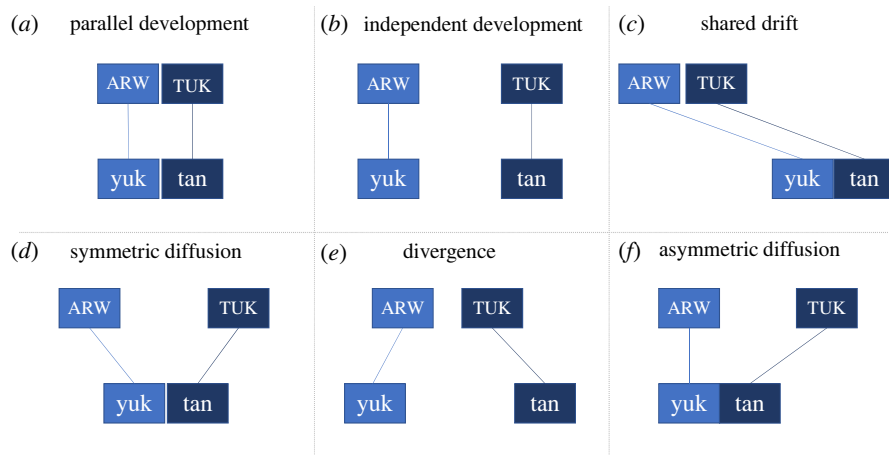 (a) parallel development
ARW TUK
yuk tan
(b) independent development
ARW TUK
yuk tan
(c) shared drift
ARW TUK
yuk tan
(d) symmetric diffusion
ARW TUK
yuk tan
(e) divergence
ARW TUK
yuk tan
(f) asymmetric diffusion
ARW TUK
yuk tan